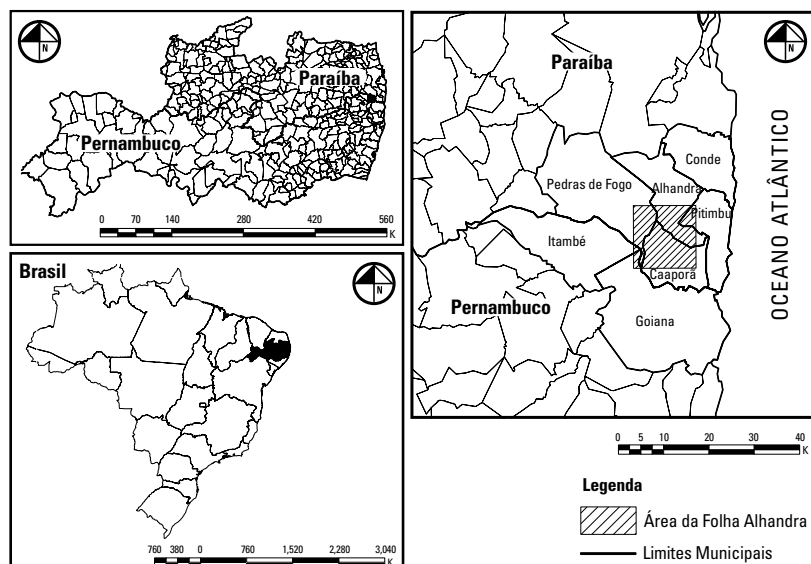 N
Paraíba
Pernambuco
0 70 140 280 420 560
K
Brasil
N
760 380 0 760 1,520 2,280 3,040
K
N
Paraíba
Conde
Pedras de Fogo
Alhandra
Pitimbu
Itambé
Caaporá
Pernambuco
Goiana
OCEANO ATLÂNTICO
0 5 10 20 30 40
K
Legenda
Área da Folha Alhandra
Limites Municipais